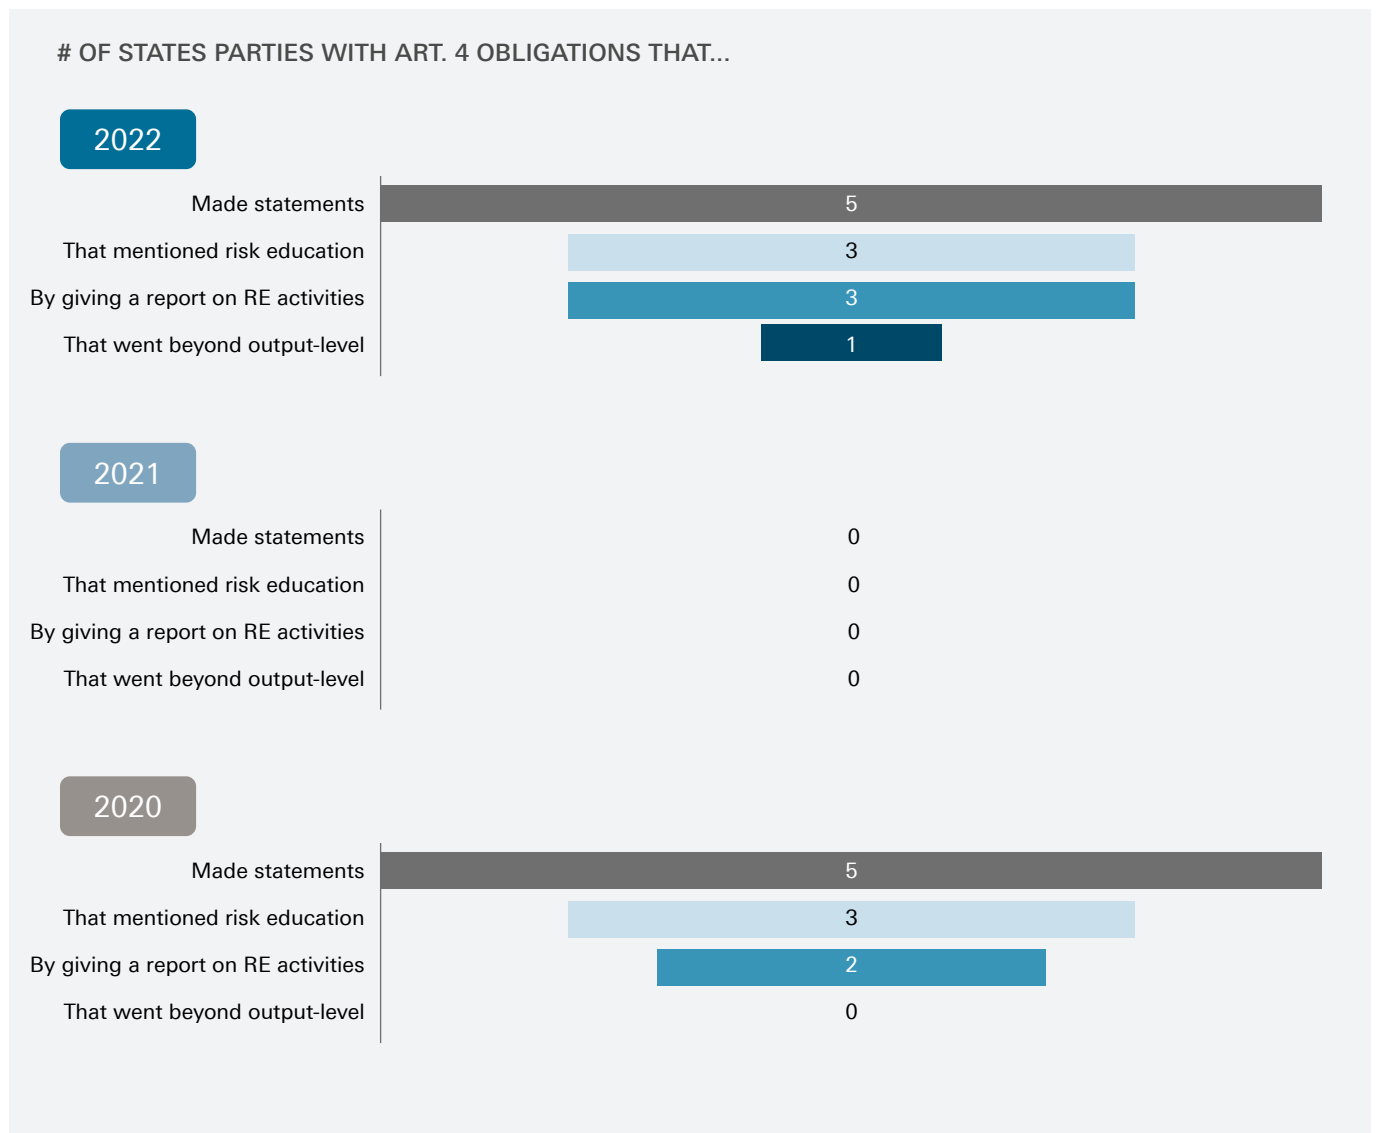 # OF STATES PARTIES WITH ART. 4 OBLIGATIONS THAT...
2022
Made statements 5
That mentioned risk education 3
By giving a report on RE activities 3
That went beyond output-level 1
2021
Made statements 0
That mentioned risk education 0
By giving a report on RE activities 0
That went beyond output-level 0
2020
Made statements 5
That mentioned risk education 3
By giving a report on RE activities 2
That went beyond output-level 0